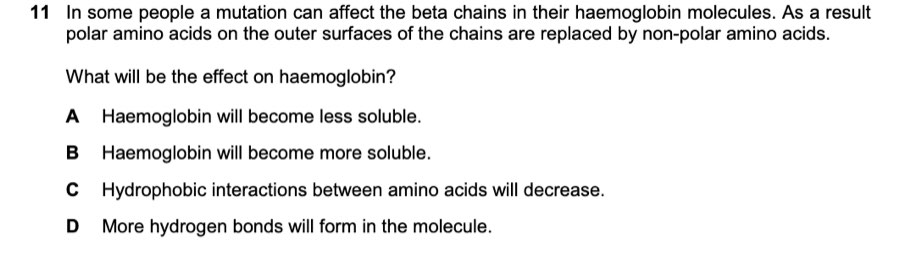 11 In some people a mutation can affect the beta chains in their haemoglobin molecules. As a result
polar amino acids on the outer surfaces of the chains are replaced by non-polar amino acids.
What will be the effect on haemoglobin?
A Haemoglobin will become less soluble.
B Haemoglobin will become more soluble.
C Hydrophobic interactions between amino acids will decrease.
D More hydrogen bonds will form in the molecule.